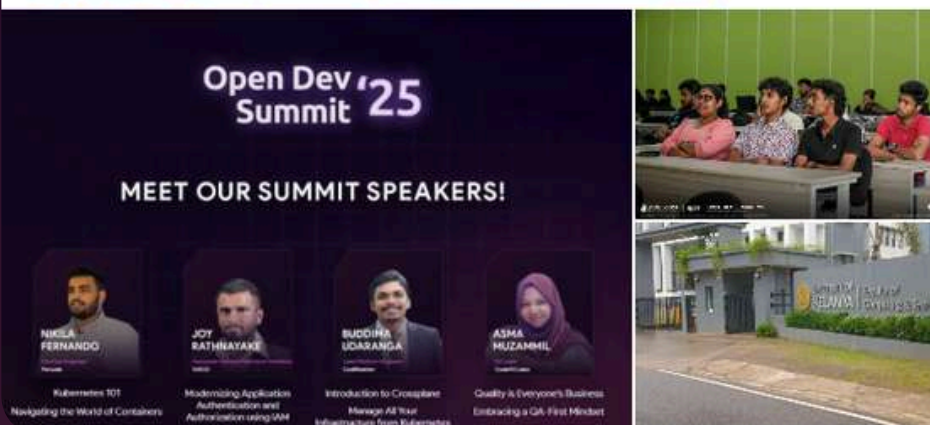 Open Dev '25
Summit
MEET OUR SUMMIT SPEAKERS!
NIKILA
FERNANDO
JOY
RATHNAYAKE
BUDDIMA
UDARANGA
ASMA
MUZAMMIL
Kubernetes 101
Navigating the World of Containers
Modernizing Application
Authentication and
Authorization using IAM
Introduction to Crossplane
Manage All Your
Infrastructure from Kubernetes
Quality is Everyone's Business
Embracing a QA-First Mindset
KELANIYA